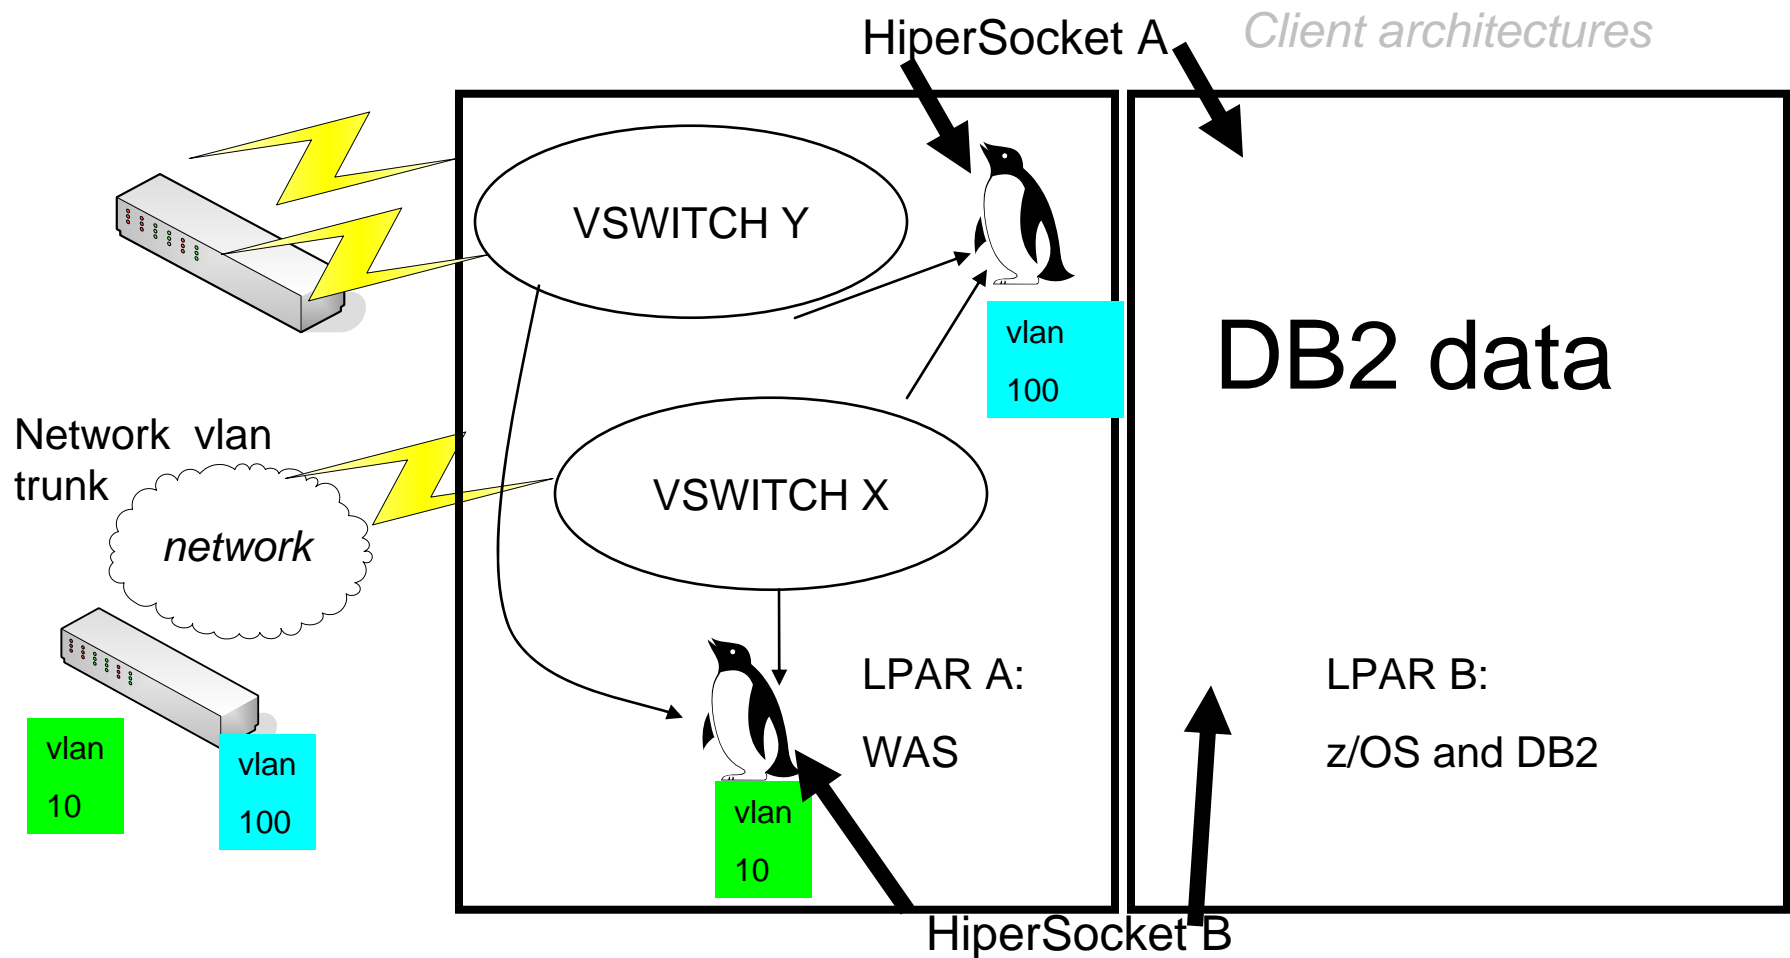 HiperSocket A
Client architectures
VSWITCH Y
vlan
100
DB2 data
Network vlan
trunk
network
VSWITCH X
LPAR A:
WAS
LPAR B:
z/OS and DB2
vlan
10
vlan
100
vlan
10
HiperSocket B